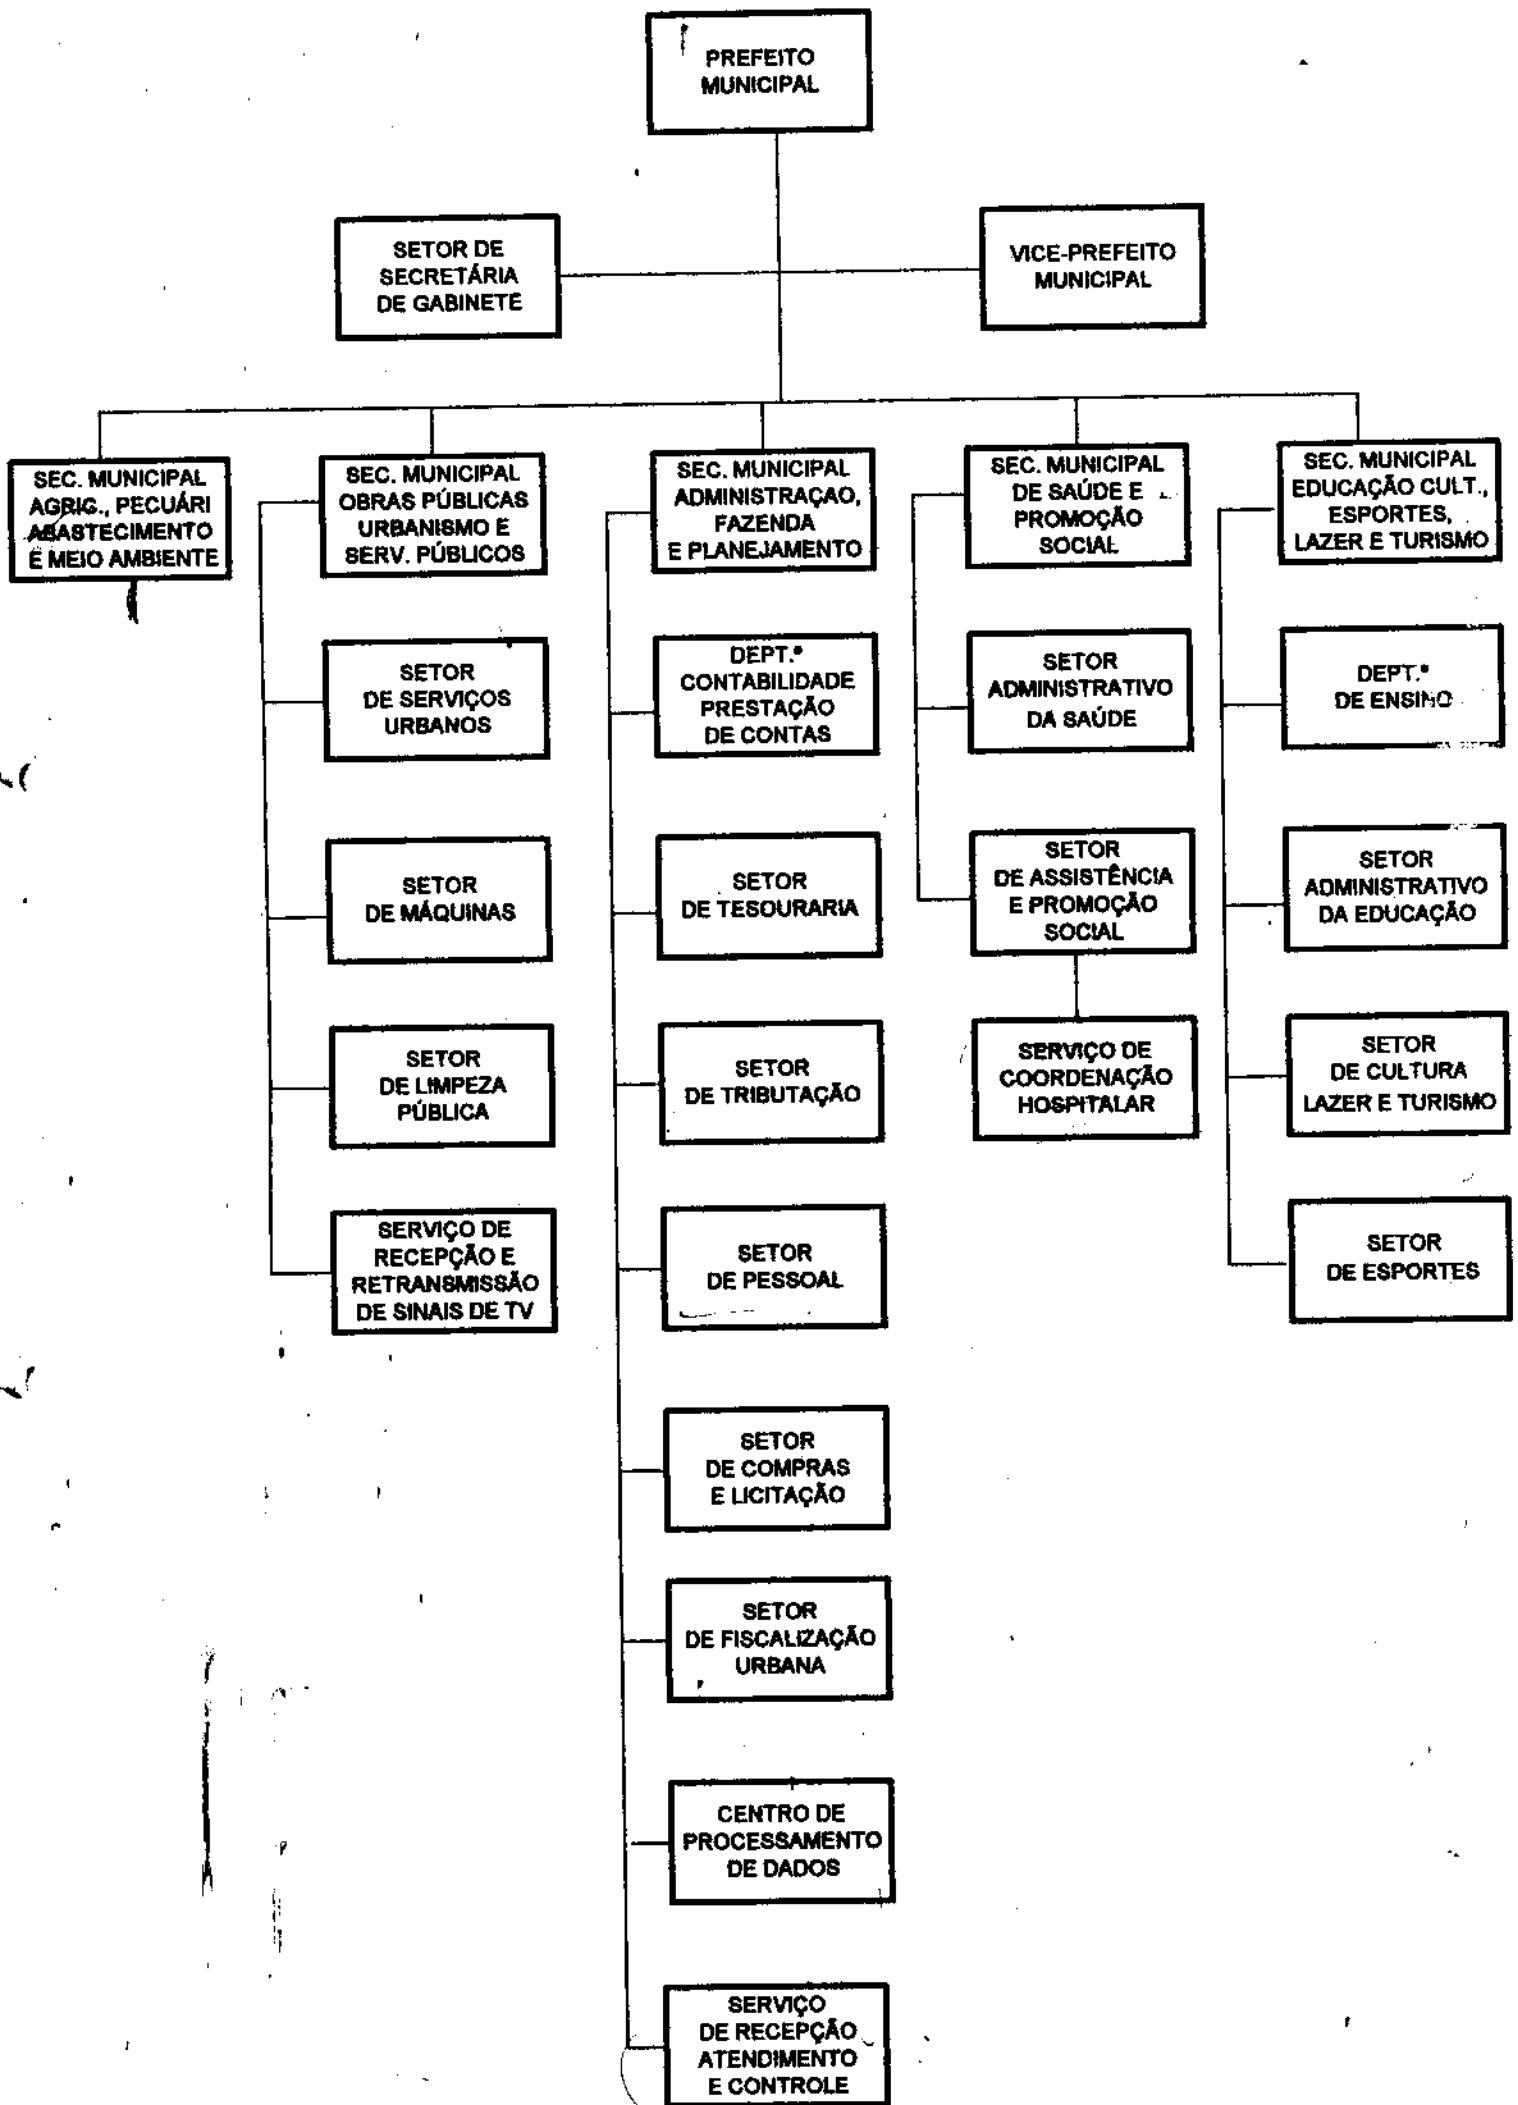 PREFEITO
MUNICIPAL
SETOR DE
SECRETÁRIA
DE GABINETE
VICE-PREFEITO
MUNICIPAL
SEC. MUNICIPAL
AGRIC., PECUÁRI
ABASTECIMENTO
E MEIO AMBIENTE
SEC. MUNICIPAL
OBRAS PÚBLICAS
URBANISMO E
SERV. PÚBLICOS
SETOR
DE SERVIÇOS
URBANOS
SETOR
DE MÁQUINAS
SETOR
DE LIMPEZA
PÚBLICA
SERVIÇO DE
RECEPÇÃO E
RETRANSMISSÃO
DE SINAIS DE TV
SEC. MUNICIPAL
ADMINISTRAÇAO,
FAZENDA
E PLANEJAMENTO
DEPT.º
CONTABILIDADE
PRESTAÇÃO
DE CONTAS
SETOR
DE TESOURARIA
SETOR
DE TRIBUTAÇÃO
SETOR
DE PESSOAL
SETOR
DE COMPRAS
E LICITAÇÃO
SETOR
DE FISCALIZAÇÃO
URBANA
CENTRO DE
PROCESSAMENTO
DE DADOS
SERVIÇO
DE RECEPÇÃO
ATENDIMENTO
E CONTROLE
SEC. MUNICIPAL
DE SAÚDE E
PROMOÇÃO
SOCIAL
SETOR
ADMINISTRATIVO
DA SAÚDE
SETOR
DE ASSISTÊNCIA
E PROMOÇÃO
SOCIAL
SERVIÇO DE
COORDENAÇÃO
HOSPITALAR
SEC. MUNICIPAL
EDUCAÇÃO CULT.,
ESPORTES,
LAZER E TURISMO
DEPT.º
DE ENSINO
SETOR
ADMINISTRATIVO
DA EDUCAÇÃO
SETOR
DE CULTURA
LAZER E TURISMO
SETOR
DE ESPORTES